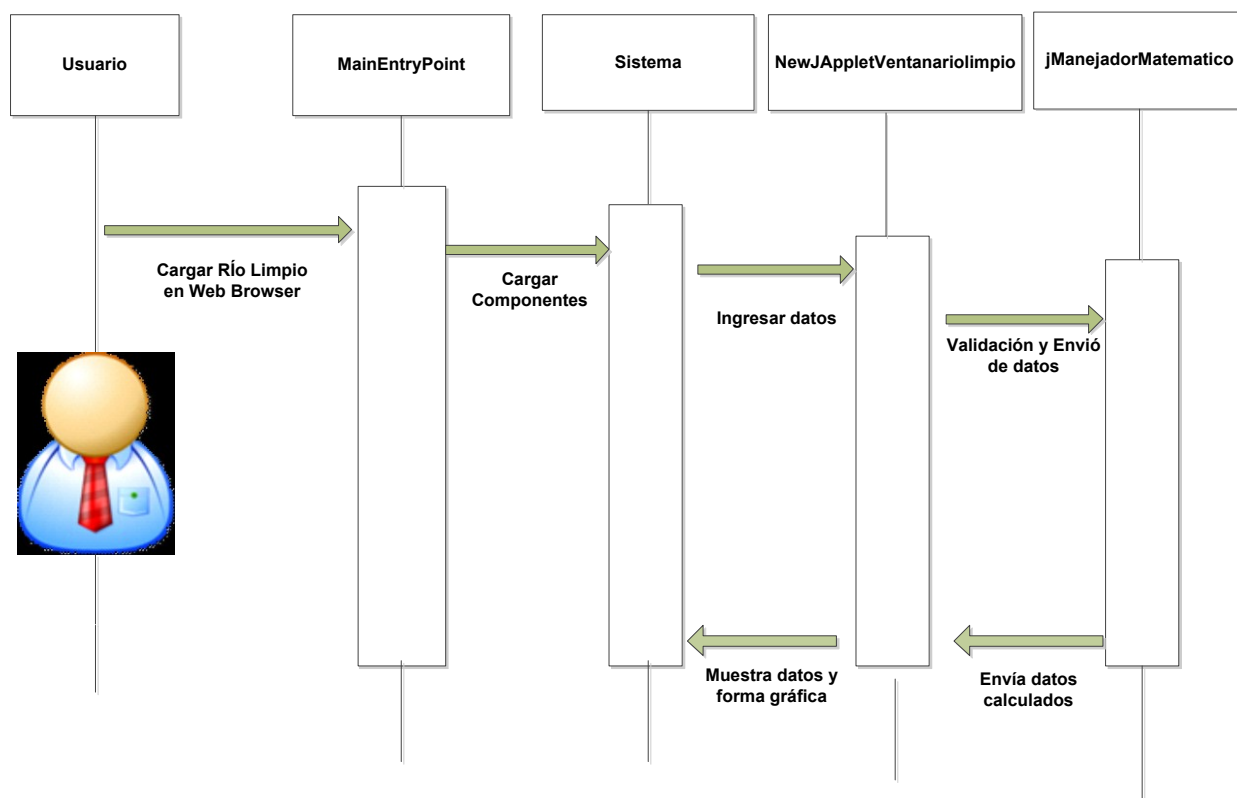 Usuario
MainEntryPoint
Sistema
NewJAppletVentanariolimpio
jManejadorMatematico
Cargar RÍo Limpio
en Web Browser
Cargar
Componentes
Ingresar datos
Validación y Envió
de datos
Muestra datos y
forma gráfica
Envía datos
calculados